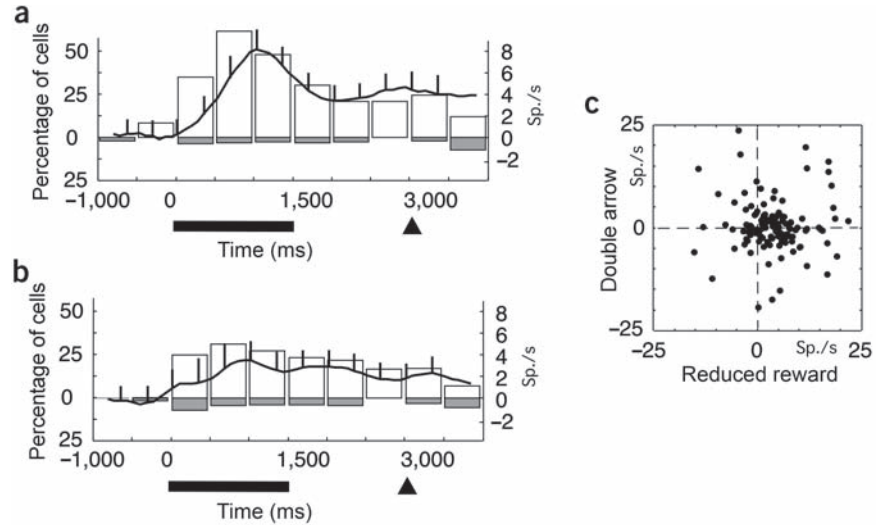 a
Percentage of cells
50
25
0
25
8
6
4
2
0
−2
Sp./s
−1,000 0 1,500 3,000
Time (ms)
b
Percentage of cells
50
25
0
25
8
6
4
2
0
−2
Sp./s
−1,000 0 1,500 3,000
Time (ms)
c
Double arrow
25
Sp./s
0
−25
−25 0 Sp./s 25
Reduced reward